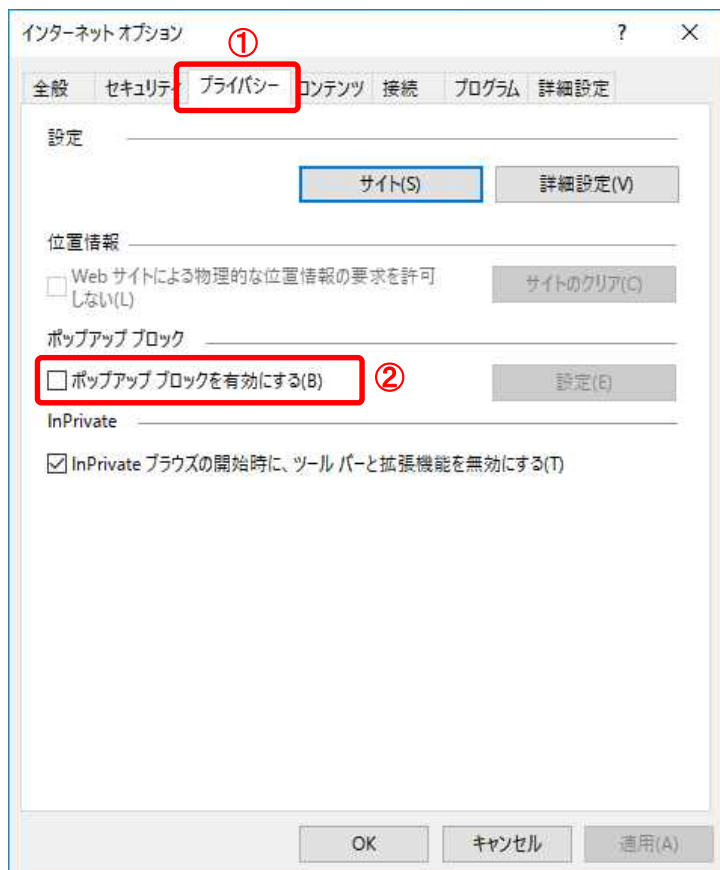 インターネット オプション ? ×
①
全般 セキュリティ プライバシー コンテンツ 接続 プログラム 詳細設定
設定
サイト(S) 詳細設定(V)
位置情報
Web サイトによる物理的な位置情報の要求を許可
しない(L)
サイトのクリア(C)
ポップアップ ブロック
ポップアップ ブロックを有効にする(B) ②
設定(E)
InPrivate
InPrivate ブラウズの開始時に、ツール バーと拡張機能を無効にする(T)
OK キャンセル 適用(A)